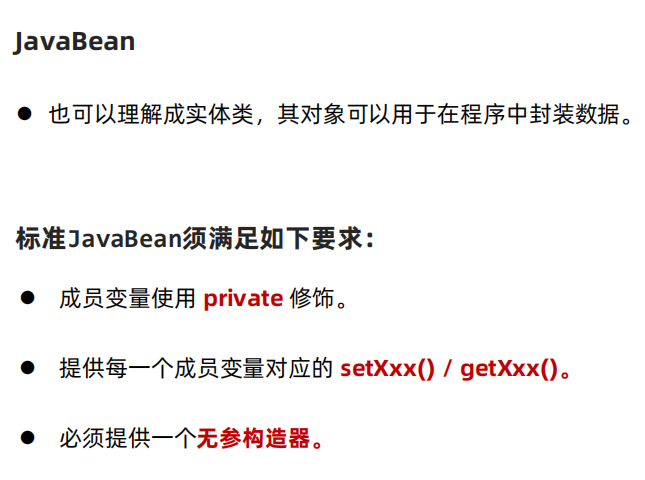 JavaBean
● 也可以理解成实体类，其对象可以用于在程序中封装数据。
标准JavaBean须满足如下要求：
● 成员变量使用 private 修饰。
● 提供每一个成员变量对应的 setXxx() / getXxx()。
● 必须提供一个无参构造器。